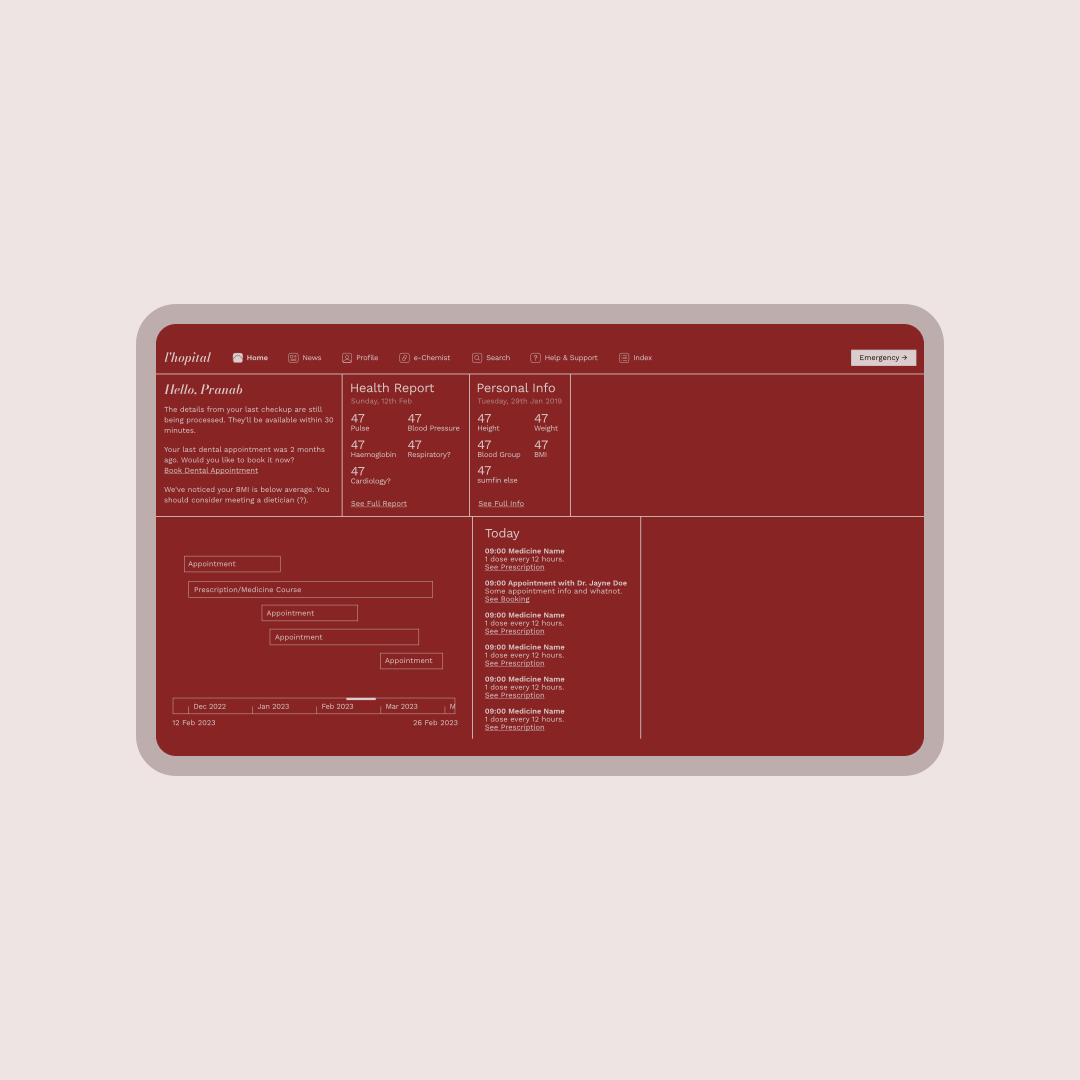 l'hopital
Home
News
Profile
e-Chemist
Search
Help & Support
Index
Emergency →
Hello, Pranab
The details from your last checkup are still
being processed. They'll be available within 30
minutes.
Your last dental appointment was 2 months
ago. Would you like to book it now?
Book Dental Appointment
We've noticed your BMI is below average. You
should consider meeting a dietician (?).
Health Report
Sunday, 12th Feb
47 47
Pulse Blood Pressure
47 47
Haemoglobin Respiratory?
47
Cardiology?
See Full Report
Personal Info
Tuesday, 29th Jan 2019
47 47
Height Weight
47 47
Blood Group BMI
47
sumfin else
See Full Info
Appointment
Prescription/Medicine Course
Appointment
Appointment
Appointment
Dec 2022 Jan 2023 Feb 2023 Mar 2023 M
12 Feb 2023 26 Feb 2023
Today
09:00 Medicine Name
1 dose every 12 hours.
See Prescription
09:00 Appointment with Dr. Jayne Doe
Some appointment info and whatnot.
See Booking
09:00 Medicine Name
1 dose every 12 hours.
See Prescription
09:00 Medicine Name
1 dose every 12 hours.
See Prescription
09:00 Medicine Name
1 dose every 12 hours.
See Prescription
09:00 Medicine Name
1 dose every 12 hours.
See Prescription